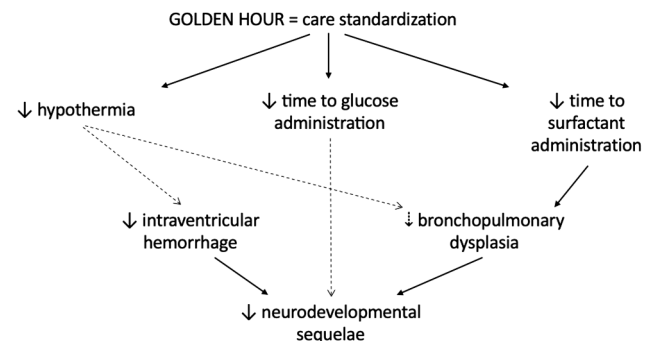 GOLDEN HOUR = care standardization
↓ hypothermia
↓ time to glucose
administration
↓ time to
surfactant
administration
↓ intraventricular
hemorrhage
⇣ bronchopulmonary
dysplasia
↓ neurodevelopmental
sequelae